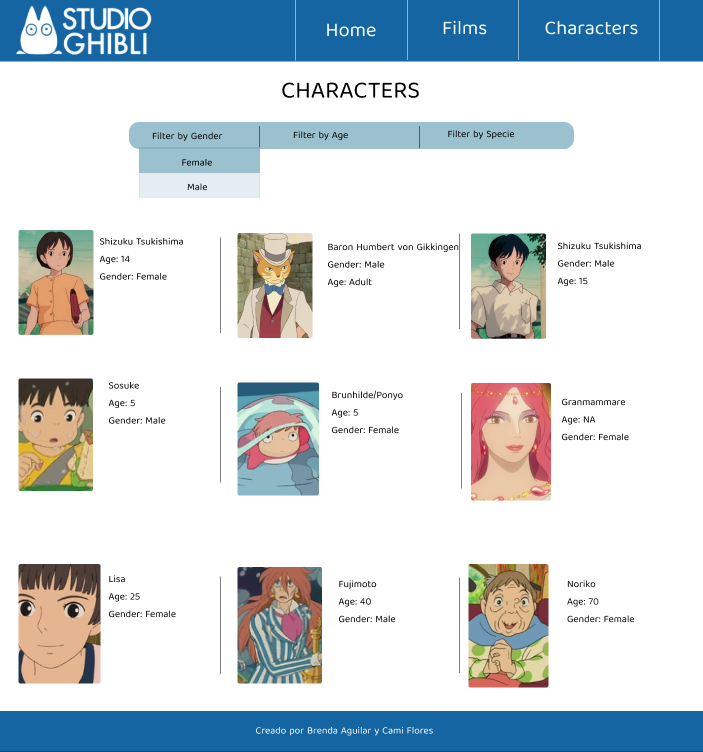 STUDIO
GHIBLI
Home
Films
Characters
CHARACTERS
Filter by Gender
Filter by Age
Filter by Specie
Female
Male
Shizuku Tsukishima
Age: 14
Gender: Female
Baron Humbert von Gikkingen
Gender: Male
Age: Adult
Shizuku Tsukishima
Gender: Male
Age: 15
Sosuke
Age: 5
Gender: Male
Brunhilde/Ponyo
Age: 5
Gender: Female
Granmammare
Age: NA
Gender: Female
Lisa
Age: 25
Gender: Female
Fujimoto
Age: 40
Gender: Male
Noriko
Age: 70
Gender: Female
Creado por Brenda Aguilar y Cami Flores